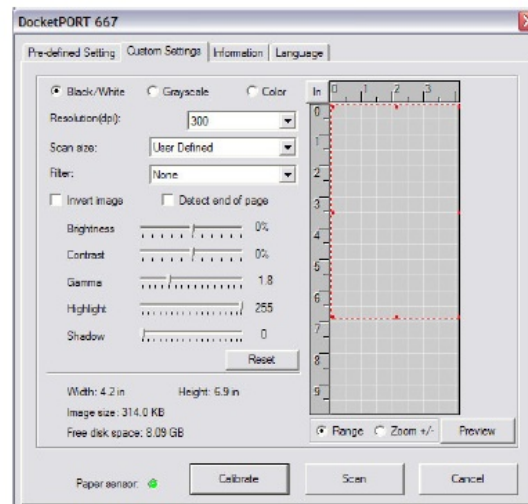 DocketPORT 667
Pre-defined Setting Custom Settings Information Language
Black/White Grayscale Color
Resolution(dpi): 300
Scan size: User Defined
Filter: None
Invert image Detect end of page
Brightness 0%
Contrast 0%
Gamma 1.8
Highlight 255
Shadow 0
Reset
Width: 4.2 in Height: 6.9 in
Image size: 314.0 KB
Free disk space: 8.09 GB
In 0 1 2 3
0
1
2
3
4
5
6
7
8
9
Range Zoom +/- Preview
Paper sensor: Calibrate Scan Cancel